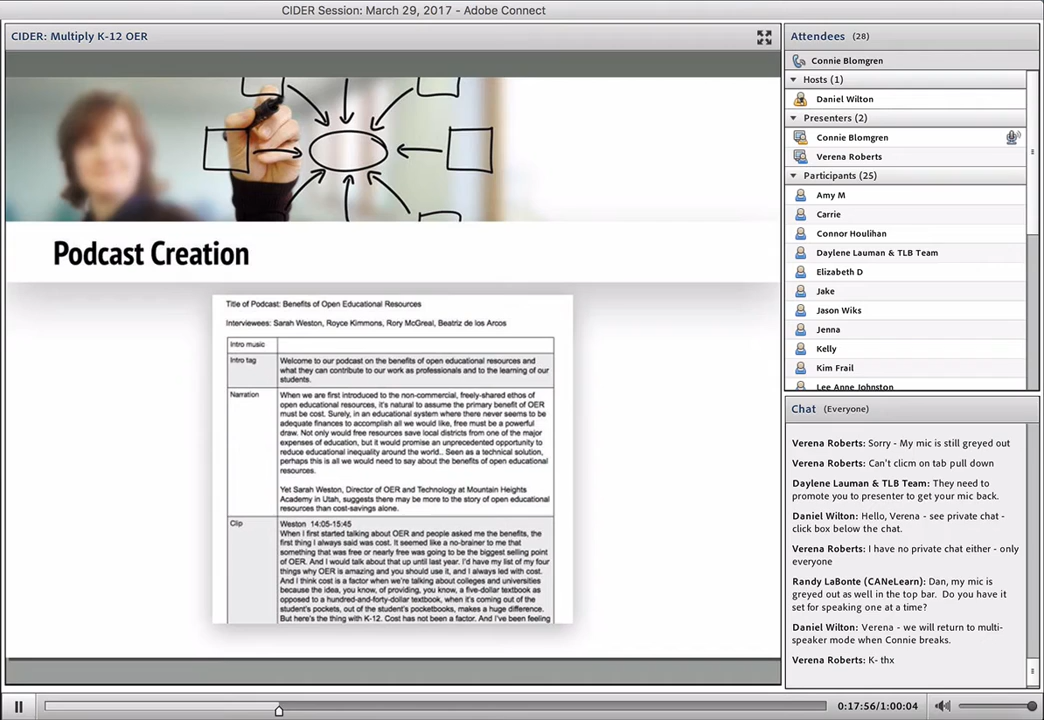 CIDER Session: March 29, 2017 - Adobe Connect
CIDER: Multiply K-12 OER
Podcast Creation
Title of Podcast: Benefits of Open Educational Resources
Interviewees: Sarah Weston, Royce Kimmons, Rory McGreal, Beatriz de los Arcos
Intro music
Intro tag
Welcome to our podcast on the benefits of open educational resources and
what they can contribute to our work as professionals and to the learning of our
students.
Narration
When we are first introduced to the non-commercial, freely-shared ethos of
open educational resources, it's natural to assume the primary benefit of OER
must be cost. Surely, in an educational system where there never seems to be
adequate finances to accomplish all we would like, free must be a powerful
draw. Not only would free resources save local districts from one of the major
expenses of education, but it would promise an unprecedented opportunity to
reduce educational inequality around the world.. Seen as a technical solution,
perhaps this is all we would need to say about the benefits of open educational
resources.
Yet Sarah Weston, Director of OER and Technology at Mountain Heights
Academy in Utah, suggests there may be more to the story of open educational
resources than cost-savings alone.
Clip
Weston 14:05-15:45
When I first started talking about OER and people asked me the benefits, the
first thing I always said was cost. It seemed like a no-brainer to me that
something that was free or nearly free was going to be the biggest selling point
of OER. And I would talk about that up until last year. I'd have my list of my four
things why OER is amazing and you should use it, and I always led with cost.
And I think cost is a factor when we're talking about colleges and universities
because the idea, you know, of providing, you know, a five-dollar textbook as
opposed to a hundred-and-forty-dollar textbook, when it's coming out of the
student's pockets, out of the student's pocketbooks, makes a huge difference.
But here's the thing with K-12. Cost has not been a factor. And I've been feeling
Attendees (28)
Connie Blomgren
Hosts (1)
Daniel Wilton
Presenters (2)
Connie Blomgren
Verena Roberts
Participants (25)
Amy M
Carrie
Connor Houlihan
Daylene Lauman & TLB Team
Elizabeth D
Jake
Jason Wiks
Jenna
Kelly
Kim Frail
Lee Anne Johnston
Chat (Everyone)
Verena Roberts: Sorry - My mic is still greyed out
Verena Roberts: Can't clicm on tab pull down
Daylene Lauman & TLB Team: They need to
promote you to presenter to get your mic back.
Daniel Wilton: Hello, Verena - see private chat -
click box below the chat.
Verena Roberts: I have no private chat either - only
everyone
Randy LaBonte (CANeLearn): Dan, my mic is
greyed out as well in the top bar. Do you have it
set for speaking one at a time?
Daniel Wilton: Verena - we will return to multi-
speaker mode when Connie breaks.
Verena Roberts: K- thx
0:17:56/1:00:04